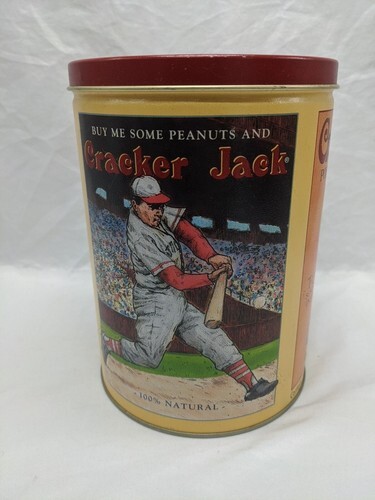 BUY ME SOME PEANUTS AND
Cracker Jack®
- 100% NATURAL -